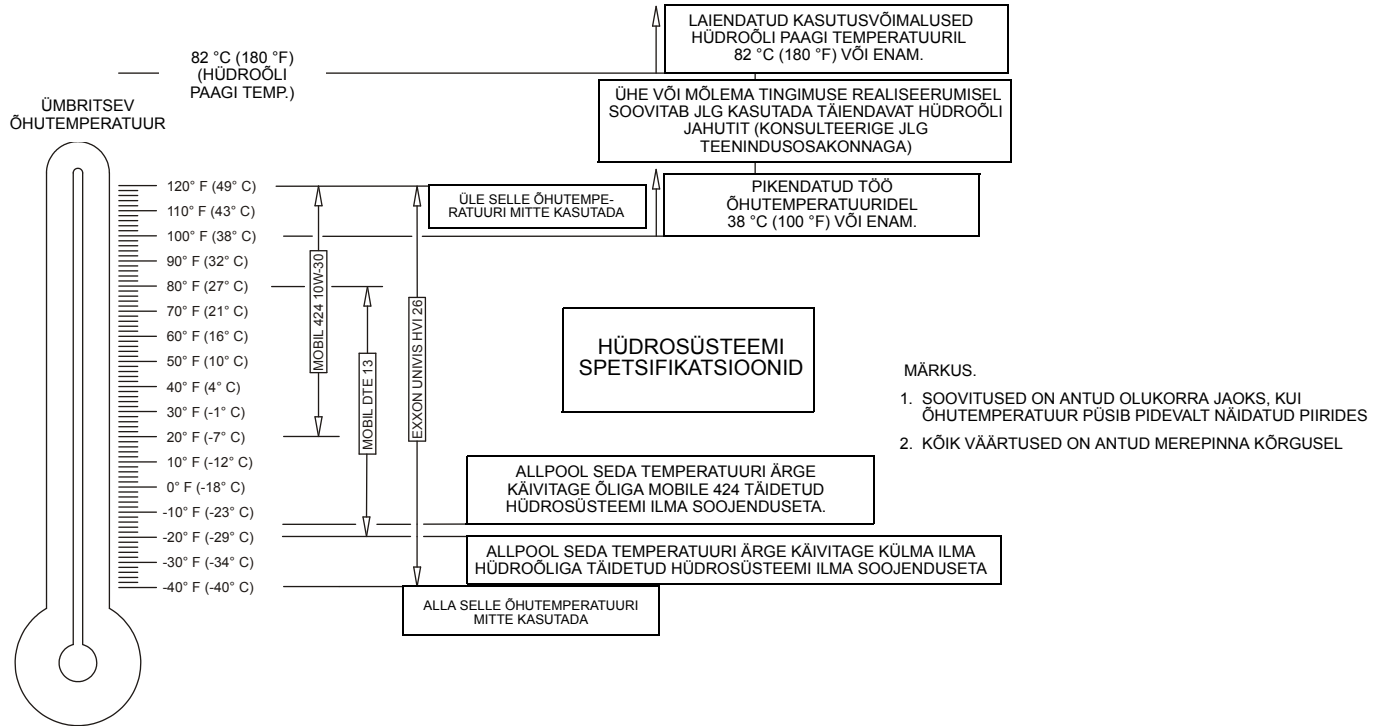 82 °C (180 °F)
(HÜDROÕLI
PAAGI TEMP.)
LAIENDATUD KASUTUSVÕIMALUSED
HÜDROÕLI PAAGI TEMPERATUURIL
82 °C (180 °F) VÕI ENAM.
ÜMBRITSEV
ÕHUTEMPERATUUR
ÜHE VÕI MÕLEMA TINGIMUSE REALISEERUMISEL
SOOVITAB JLG KASUTADA TÄIENDAVAT HÜDROÕLI
JAHUTIT (KONSULTEERIGE JLG
TEENINDUSOSAKONNAGA)
PIKENDATUD TÖÖ
ÕHUTEMPERATUURIDEL
38 °C (100 °F) VÕI ENAM.
ÜLE SELLE ÕHUTEMPE-
RATUURI MITTE KASUTADA
120° F (49° C)
110° F (43° C)
100° F (38° C)
90° F (32° C)
80° F (27° C)
70° F (21° C)
60° F (16° C)
50° F (10° C)
40° F (4° C)
30° F (-1° C)
20° F (-7° C)
10° F (-12° C)
0° F (-18° C)
-10° F (-23° C)
-20° F (-29° C)
-30° F (-34° C)
-40° F (-40° C)
MOBIL 424 10W-30
MOBIL DTE 13
EXXON UNIVIS HVI 26
HÜDROSÜSTEEMI
SPETSIFIKATSIOONID
MÄRKUS.
1. SOOVITUSED ON ANTUD OLUKORRA JAOKS, KUI
ÕHUTEMPERATUUR PÜSIB PIDEVALT NÄIDATUD PIIRIDES
2. KÕIK VÄÄRTUSED ON ANTUD MEREPINNA KÕRGUSEL
ALLPOOL SEDA TEMPERATUURI ÄRGE
KÄIVITAGE ÕLIGA MOBILE 424 TÄIDETUD
HÜDROSÜSTEEMI ILMA SOOJENDUSETA.
ALLPOOL SEDA TEMPERATUURI ÄRGE KÄIVITAGE KÜLMA ILMA
HÜDROÕLIGA TÄIDETUD HÜDROSÜSTEEMI ILMA SOOJENDUSETA
ALLA SELLE ÕHUTEMPERATUURI
MITTE KASUTADA